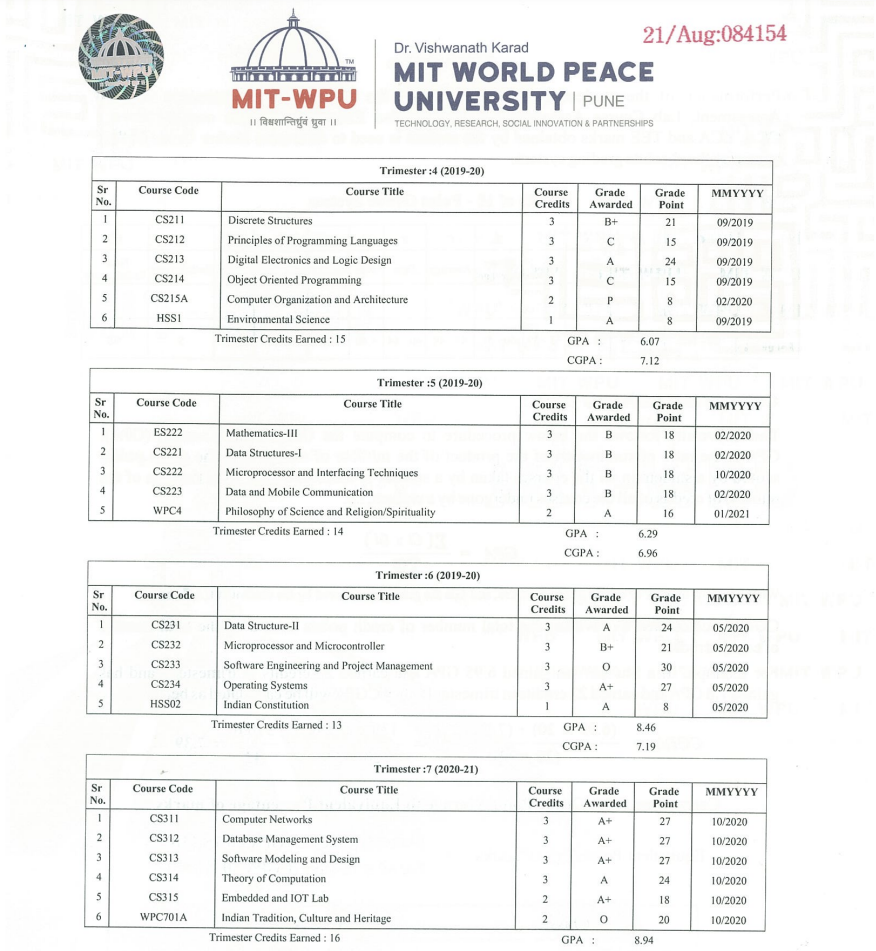 21/Aug:084154
Dr. Vishwanath Karad
MIT WORLD PEACE
UNIVERSITY | PUNE
TECHNOLOGY, RESEARCH, SOCIAL INNOVATION & PARTNERSHIPS
TM
MIT-WPU
॥ विश्वशान्तिर्ध्रुवं ध्रुवा ॥
Trimester :4 (2019-20)
Sr No. Course Code Course Title Course Credits Grade Awarded Grade Point MMYYYY
1 CS211 Discrete Structures 3 B+ 21 09/2019
2 CS212 Principles of Programming Languages 3 C 15 09/2019
3 CS213 Digital Electronics and Logic Design 3 A 24 09/2019
4 CS214 Object Oriented Programming 3 C 15 09/2019
5 CS215A Computer Organization and Architecture 2 P 8 02/2020
6 HSS1 Environmental Science 1 A 8 09/2019
Trimester Credits Earned : 15 GPA : 6.07
CGPA : 7.12
Trimester :5 (2019-20)
Sr No. Course Code Course Title Course Credits Grade Awarded Grade Point MMYYYY
1 ES222 Mathematics-III 3 B 18 02/2020
2 CS221 Data Structures-I 3 B 18 02/2020
3 CS222 Microprocessor and Interfacing Techniques 3 B 18 10/2020
4 CS223 Data and Mobile Communication 3 B 18 02/2020
5 WPC4 Philosophy of Science and Religion/Spirituality 2 A 16 01/2021
Trimester Credits Earned : 14 GPA : 6.29
CGPA : 6.96
Trimester :6 (2019-20)
Sr No. Course Code Course Title Course Credits Grade Awarded Grade Point MMYYYY
1 CS231 Data Structure-II 3 A 24 05/2020
2 CS232 Microprocessor and Microcontroller 3 B+ 21 05/2020
3 CS233 Software Engineering and Project Management 3 O 30 05/2020
4 CS234 Operating Systems 3 A+ 27 05/2020
5 HSS02 Indian Constitution 1 A 8 05/2020
Trimester Credits Earned : 13 GPA : 8.46
CGPA : 7.19
Trimester :7 (2020-21)
Sr No. Course Code Course Title Course Credits Grade Awarded Grade Point MMYYYY
1 CS311 Computer Networks 3 A+ 27 10/2020
2 CS312 Database Management System 3 A+ 27 10/2020
3 CS313 Software Modeling and Design 3 A+ 27 10/2020
4 CS314 Theory of Computation 3 A 24 10/2020
5 CS315 Embedded and IOT Lab 2 A+ 18 10/2020
6 WPC701A Indian Tradition, Culture and Heritage 2 O 20 10/2020
Trimester Credits Earned : 16 GPA : 8.94